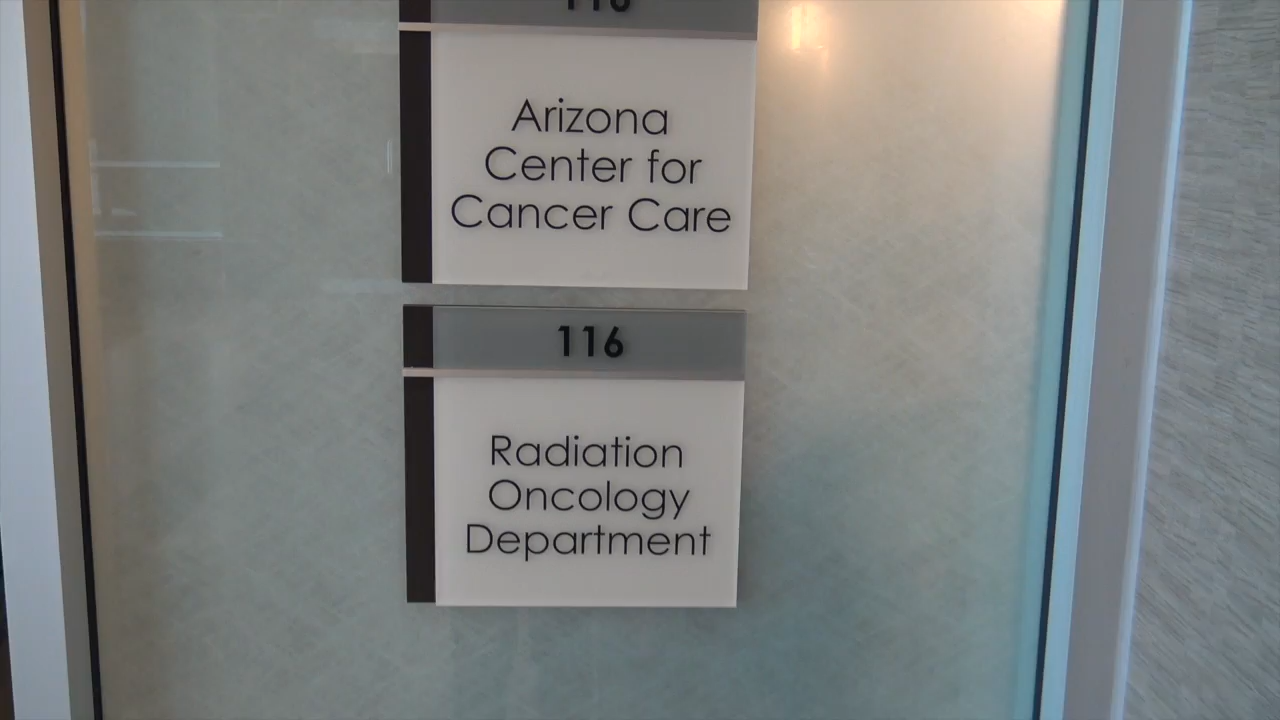 Arizona
Center for
Cancer Care
116
Radiation
Oncology
Department